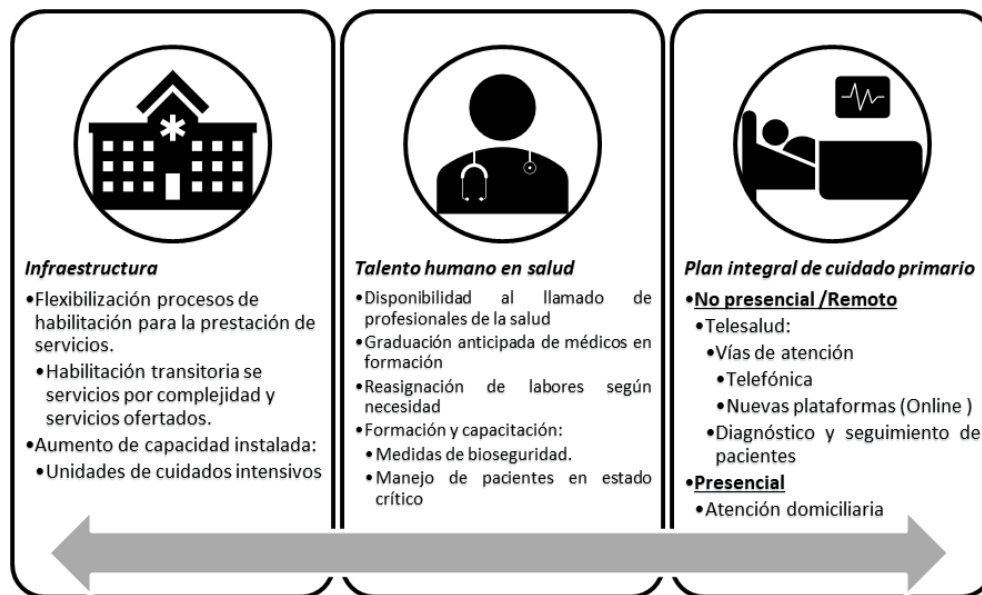 Infraestructura
•Flexibilización procesos de
habilitación para la prestación de
servicios.
•Habilitación transitoria se
servicios por complejidad y
servicios ofertados.
•Aumento de capacidad instalada:
•Unidades de cuidados intensivos
Talento humano en salud
•Disponibilidad al llamado de
profesionales de la salud
•Graduación anticipada de médicos en
formación
•Reasignación de labores según
necesidad
•Formación y capacitación:
•Medidas de bioseguridad.
•Manejo de pacientes en estado
crítico
Plan integral de cuidado primario
•No presencial /Remoto
•Telesalud:
•Vías de atención
•Telefónica
•Nuevas plataformas (Online )
•Diagnóstico y seguimiento de
pacientes
•Presencial
•Atención domiciliaria